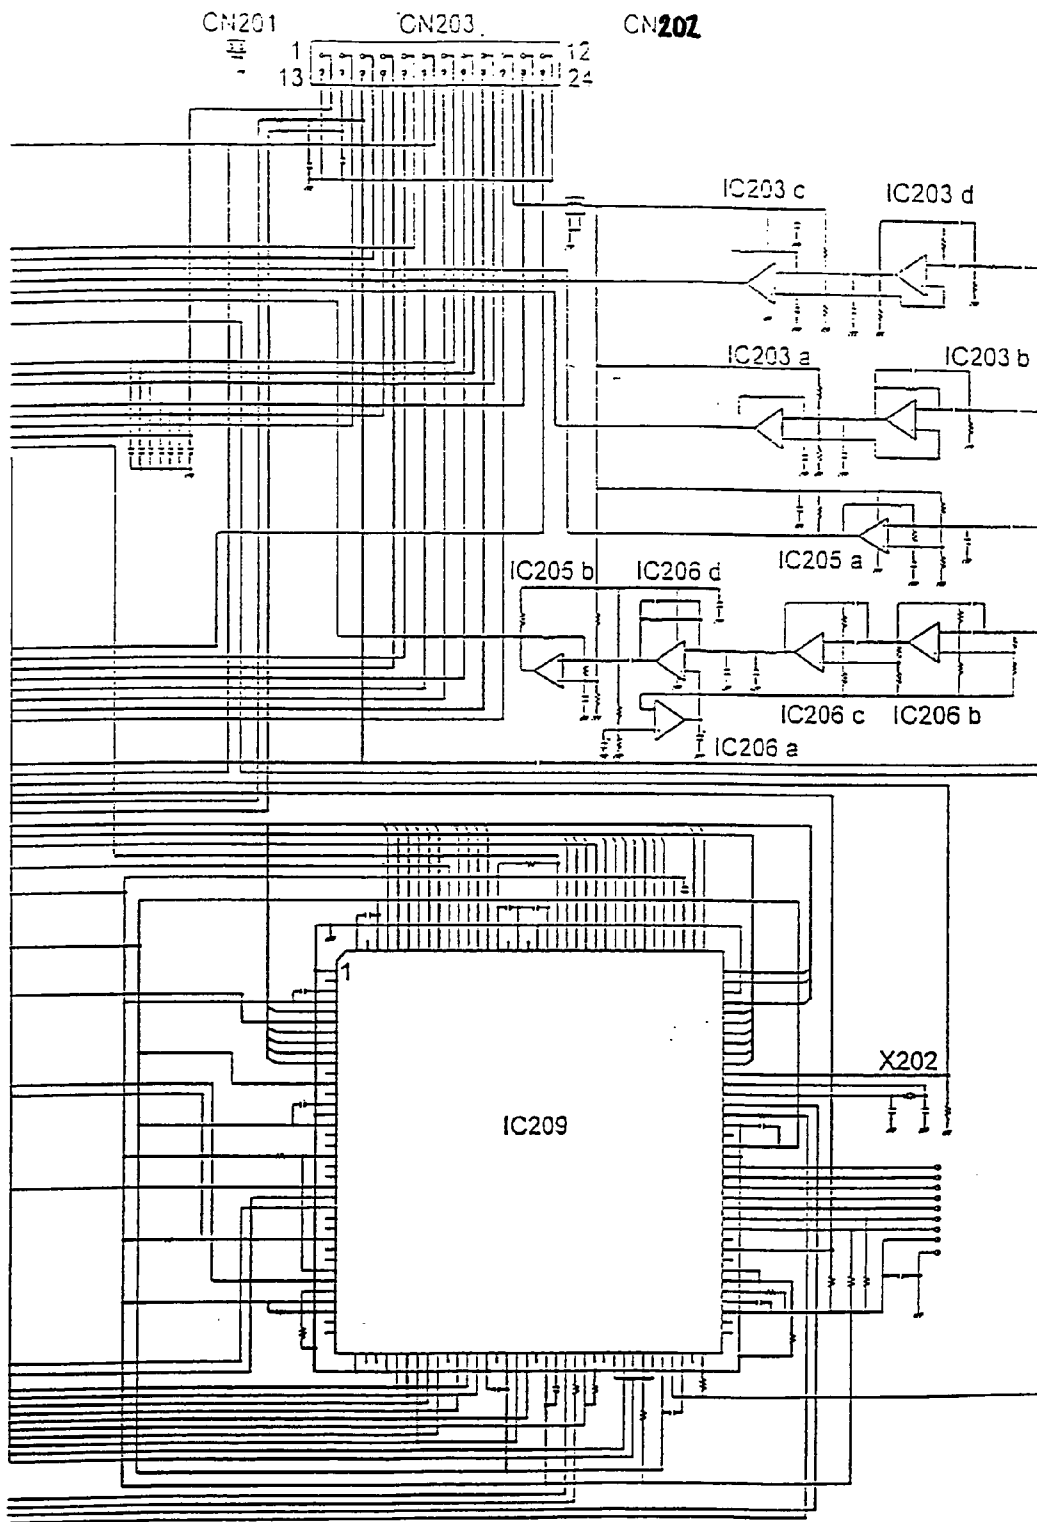 CN201
CN203
CN202
1
12
13
24
IC203 c
IC203 d
IC203 a
IC203 b
IC205 a
IC205 b
IC206 d
IC206 c
IC206 b
IC206 a
1
X202
IC209